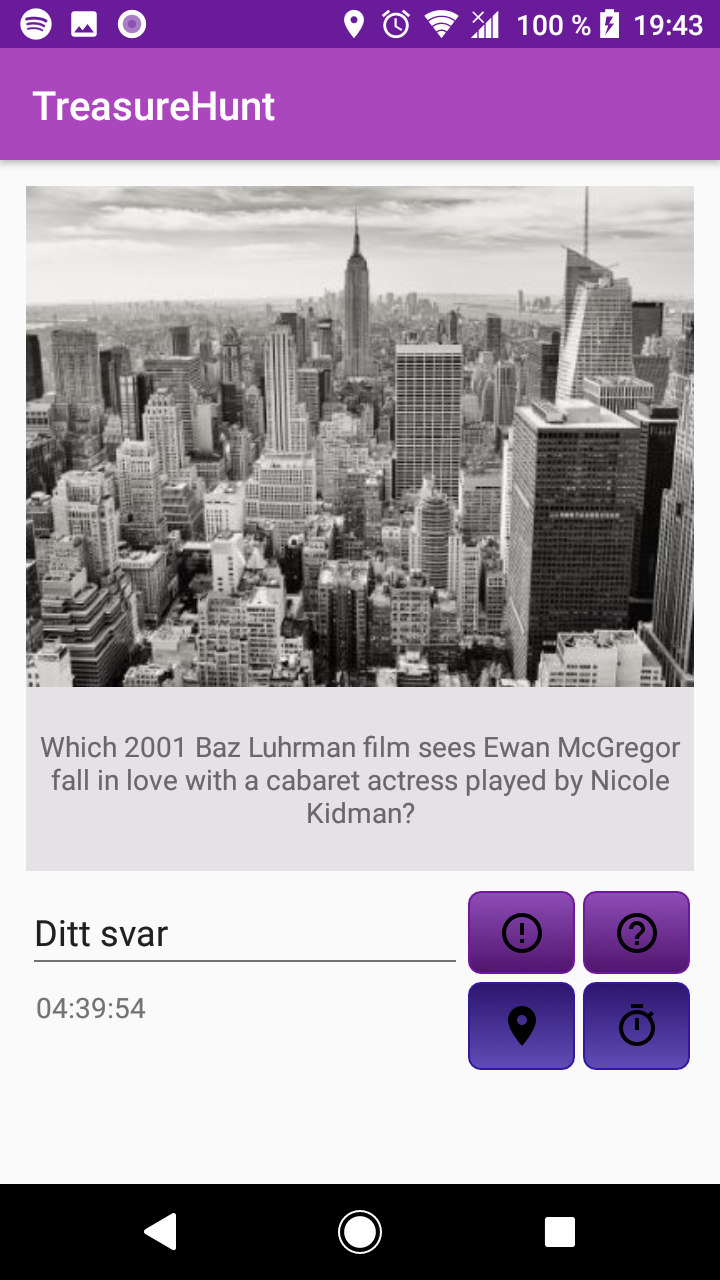 100 % 19:43
TreasureHunt
Which 2001 Baz Luhrman film sees Ewan McGregor
fall in love with a cabaret actress played by Nicole
Kidman?
Ditt svar
04:39:54